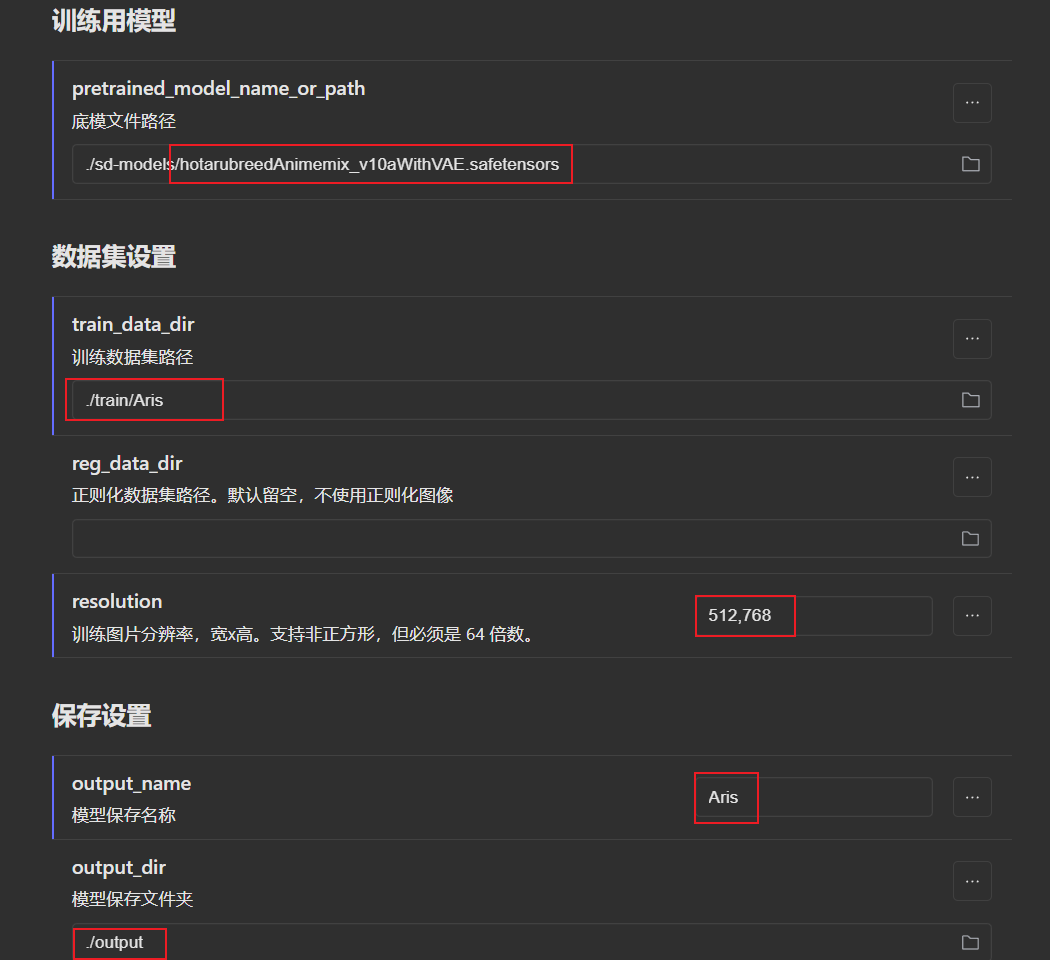 训练用模型
pretrained_model_name_or_path
底模文件路径
./sd-models/hotarubreedAnimemix_v10aWithVAE.safetensors
数据集设置
train_data_dir
训练数据集路径
./train/Aris
reg_data_dir
正则化数据集路径。默认留空，不使用正则化图像
resolution
512,768
训练图片分辨率，宽x高。支持非正方形，但必须是 64 倍数。
保存设置
output_name
Aris
模型保存名称
output_dir
模型保存文件夹
./output